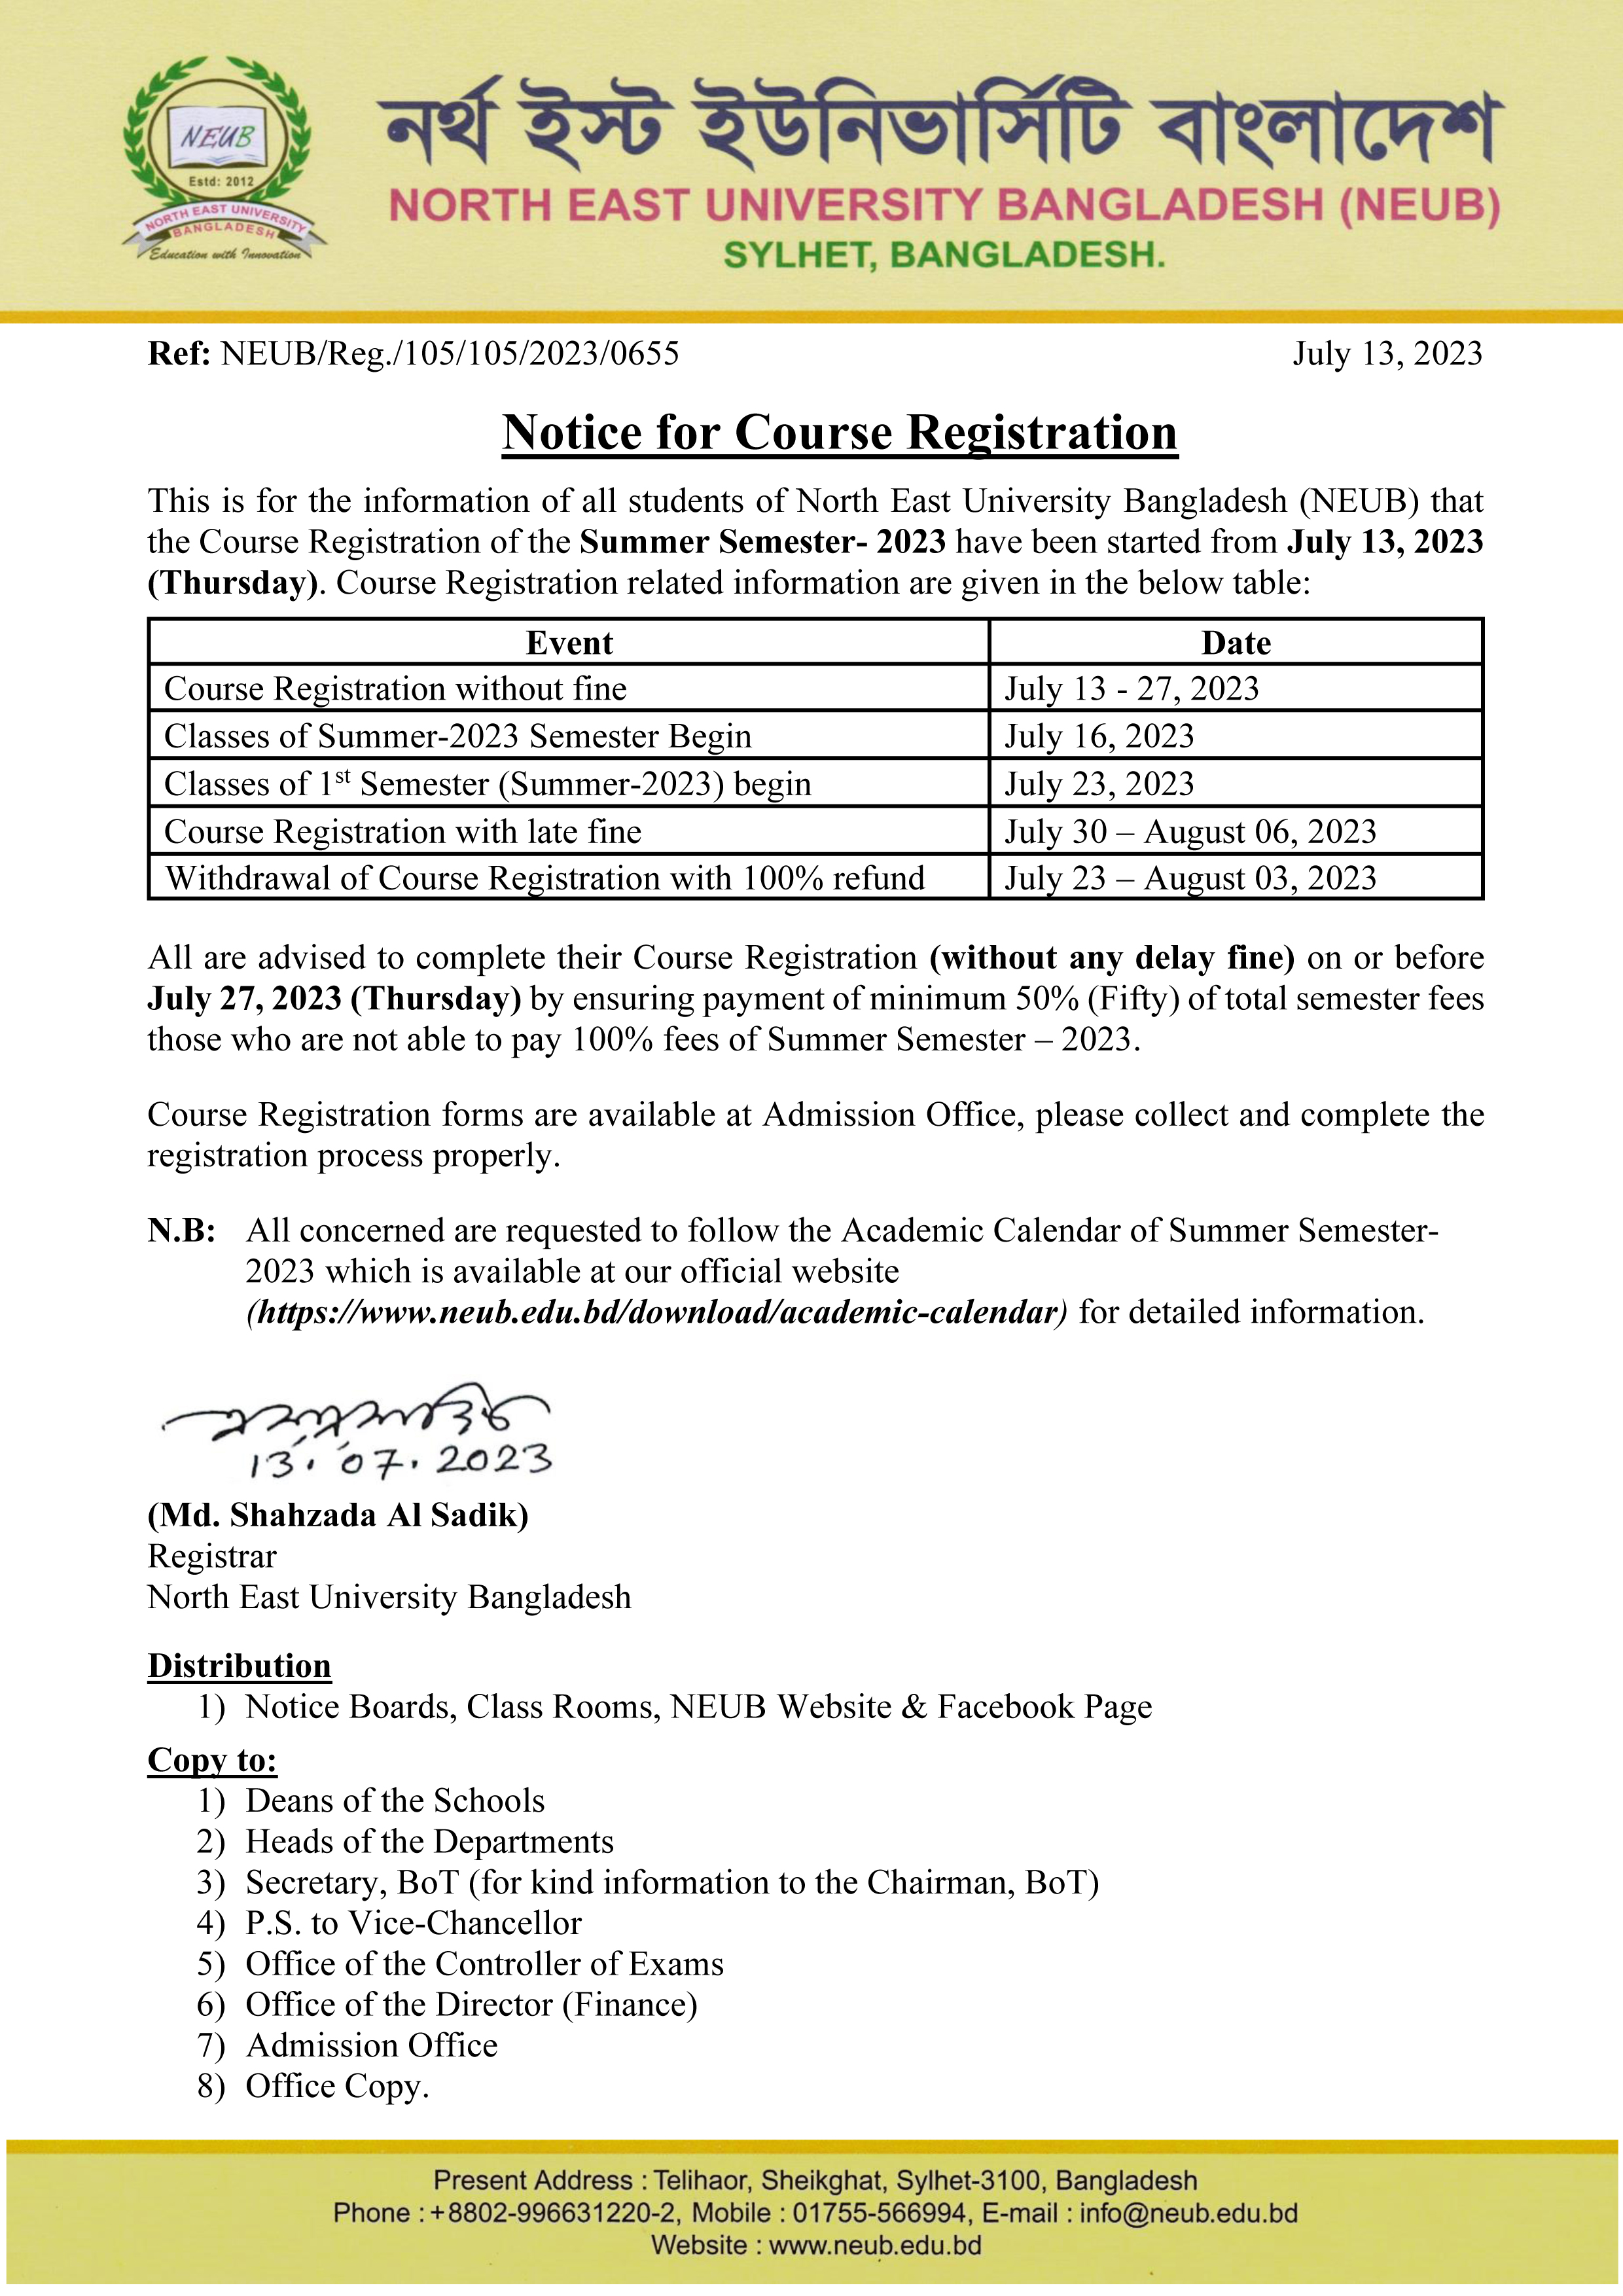 NEUB
Estd: 2012
NORTH EAST UNIVERSITY
BANGLADESH
Education with Innovation
নর্থ ইস্ট ইউনিভার্সিটি বাংলাদেশ
NORTH EAST UNIVERSITY BANGLADESH (NEUB)
SYLHET, BANGLADESH.
Ref: NEUB/Reg./105/105/2023/0655 July 13, 2023
Notice for Course Registration
This is for the information of all students of North East University Bangladesh (NEUB) that
the Course Registration of the Summer Semester- 2023 have been started from July 13, 2023
(Thursday). Course Registration related information are given in the below table:
Event Date
Course Registration without fine July 13 - 27, 2023
Classes of Summer-2023 Semester Begin July 16, 2023
Classes of 1st Semester (Summer-2023) begin July 23, 2023
Course Registration with late fine July 30 – August 06, 2023
Withdrawal of Course Registration with 100% refund July 23 – August 03, 2023
All are advised to complete their Course Registration (without any delay fine) on or before
July 27, 2023 (Thursday) by ensuring payment of minimum 50% (Fifty) of total semester fees
those who are not able to pay 100% fees of Summer Semester – 2023.
Course Registration forms are available at Admission Office, please collect and complete the
registration process properly.
N.B: All concerned are requested to follow the Academic Calendar of Summer Semester-
2023 which is available at our official website
(https://www.neub.edu.bd/download/academic-calendar) for detailed information.
13.07.2023
(Md. Shahzada Al Sadik)
Registrar
North East University Bangladesh
Distribution
1) Notice Boards, Class Rooms, NEUB Website & Facebook Page
Copy to:
1) Deans of the Schools
2) Heads of the Departments
3) Secretary, BoT (for kind information to the Chairman, BoT)
4) P.S. to Vice-Chancellor
5) Office of the Controller of Exams
6) Office of the Director (Finance)
7) Admission Office
8) Office Copy.
Present Address : Telihaor, Sheikghat, Sylhet-3100, Bangladesh
Phone : +8802-996631220-2, Mobile : 01755-566994, E-mail : info@neub.edu.bd
Website : www.neub.edu.bd